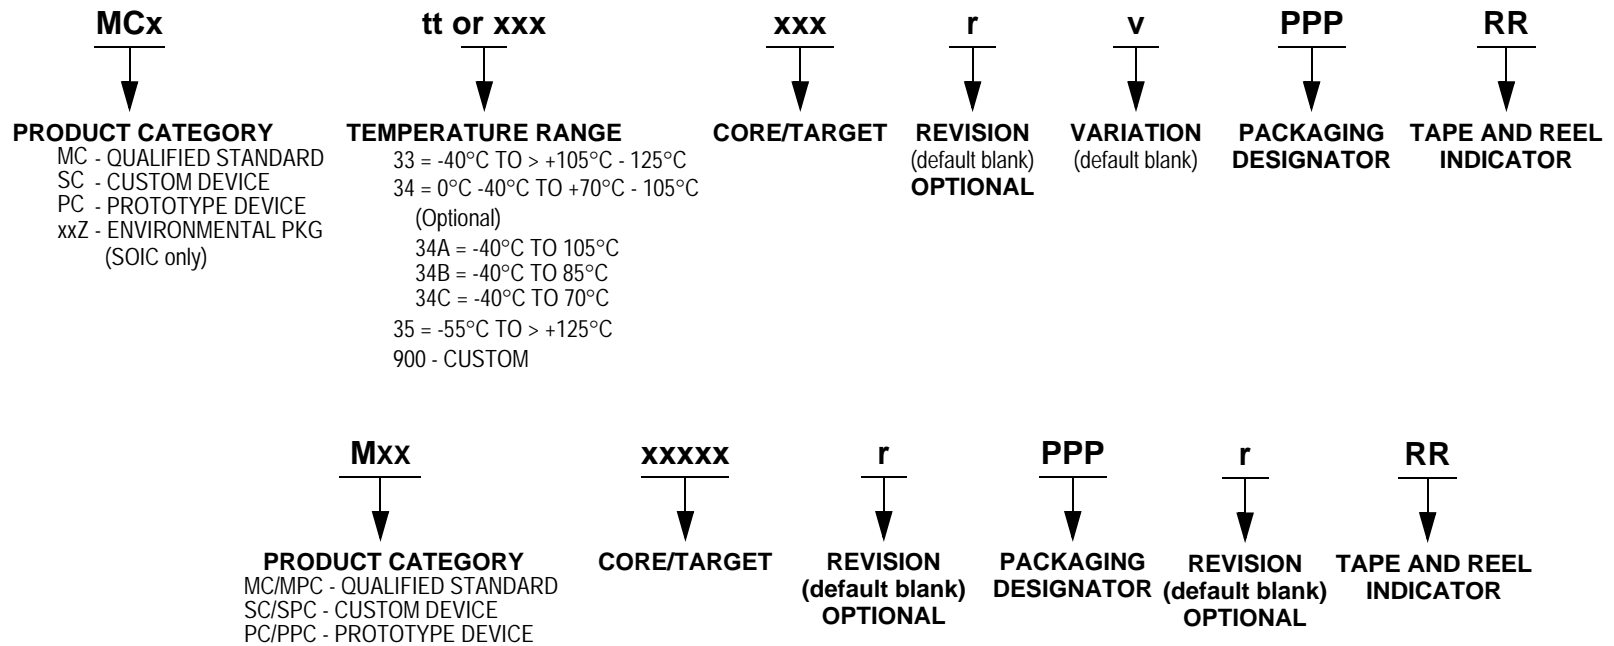 MCx tt or xxx xxx r v PPP RR
PRODUCT CATEGORY
MC - QUALIFIED STANDARD
SC - CUSTOM DEVICE
PC - PROTOTYPE DEVICE
xxZ - ENVIRONMENTAL PKG
(SOIC only)
TEMPERATURE RANGE
33 = -40°C TO > +105°C - 125°C
34 = 0°C -40°C TO +70°C - 105°C
(Optional)
34A = -40°C TO 105°C
34B = -40°C TO 85°C
34C = -40°C TO 70°C
35 = -55°C TO > +125°C
900 - CUSTOM
CORE/TARGET
REVISION
(default blank)
OPTIONAL
VARIATION
(default blank)
PACKAGING
DESIGNATOR
TAPE AND REEL
INDICATOR
Mxx xxxxx r PPP r RR
PRODUCT CATEGORY
MC/MPC - QUALIFIED STANDARD
SC/SPC - CUSTOM DEVICE
PC/PPC - PROTOTYPE DEVICE
CORE/TARGET
REVISION
(default blank)
OPTIONAL
PACKAGING
DESIGNATOR
REVISION
(default blank)
OPTIONAL
TAPE AND REEL
INDICATOR